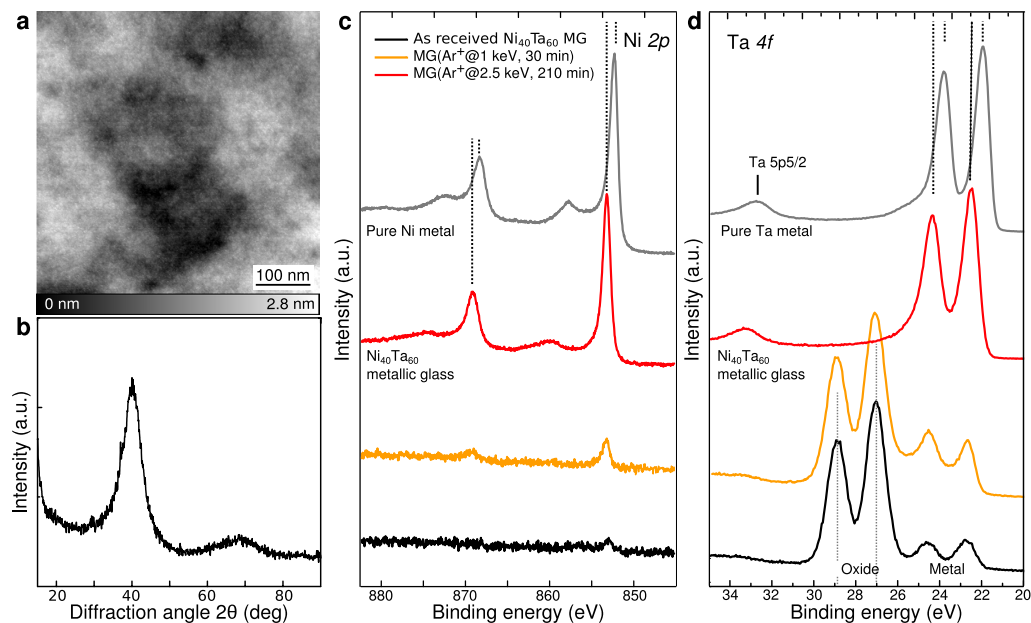 a
100 nm
0 nm 2.8 nm
b
Intensity (a.u.)
20 40 60 80
Diffraction angle 2θ (deg)
c
As received Ni₄₀Ta₆₀ MG
MG(Ar⁺@1 keV, 30 min)
MG(Ar⁺@2.5 keV, 210 min)
Ni 2p
Pure Ni metal
Ni₄₀Ta₆₀
metallic glass
Intensity (a.u.)
880 870 860 850
Binding energy (eV)
d
Ta 4f
Ta 5p5/2
Pure Ta metal
Ni₄₀Ta₆₀
metallic glass
Oxide Metal
Intensity (a.u.)
34 32 30 28 26 24 22 20
Binding energy (eV)